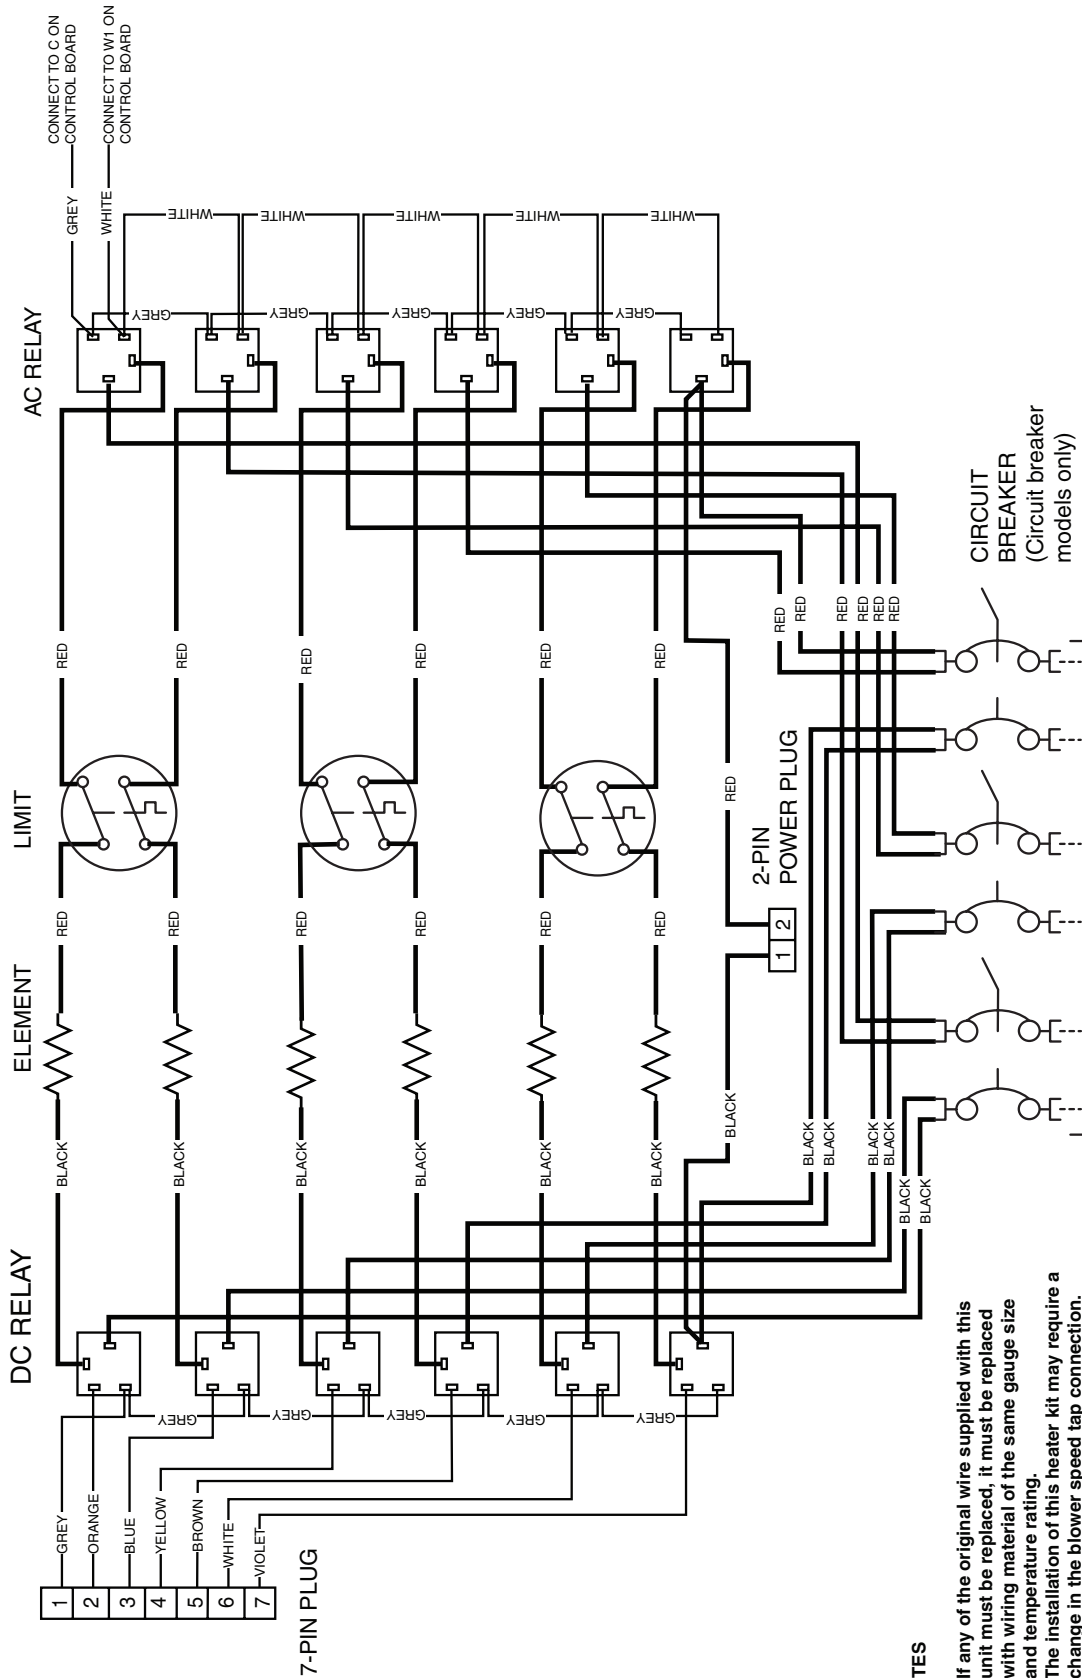 7-PIN PLUG
1
2
3
4
5
6
7
GREY
ORANGE
BLUE
YELLOW
BROWN
WHITE
VIOLET
DC RELAY
GREY
GREY
GREY
GREY
GREY
ELEMENT
BLACK
BLACK
BLACK
BLACK
BLACK
BLACK
LIMIT
RED
RED
RED
RED
RED
RED
RED
RED
RED
RED
RED
RED
AC RELAY
GREY
GREY
GREY
GREY
GREY
WHITE
WHITE
WHITE
WHITE
WHITE
GREY
WHITE
CONNECT TO C ON
CONTROL BOARD
CONNECT TO W1 ON
CONTROL BOARD
2-PIN
POWER PLUG
1
2
BLACK
RED
BLACK
BLACK
BLACK
BLACK
BLACK
BLACK
RED
RED
RED
RED
RED
RED
CIRCUIT
BREAKER
(Circuit breaker
models only)
TES
If any of the original wire supplied with this
unit must be replaced, it must be replaced
with wiring material of the same gauge size
and temperature rating.
The installation of this heater kit may require a
hange in the blower speed tap connection.